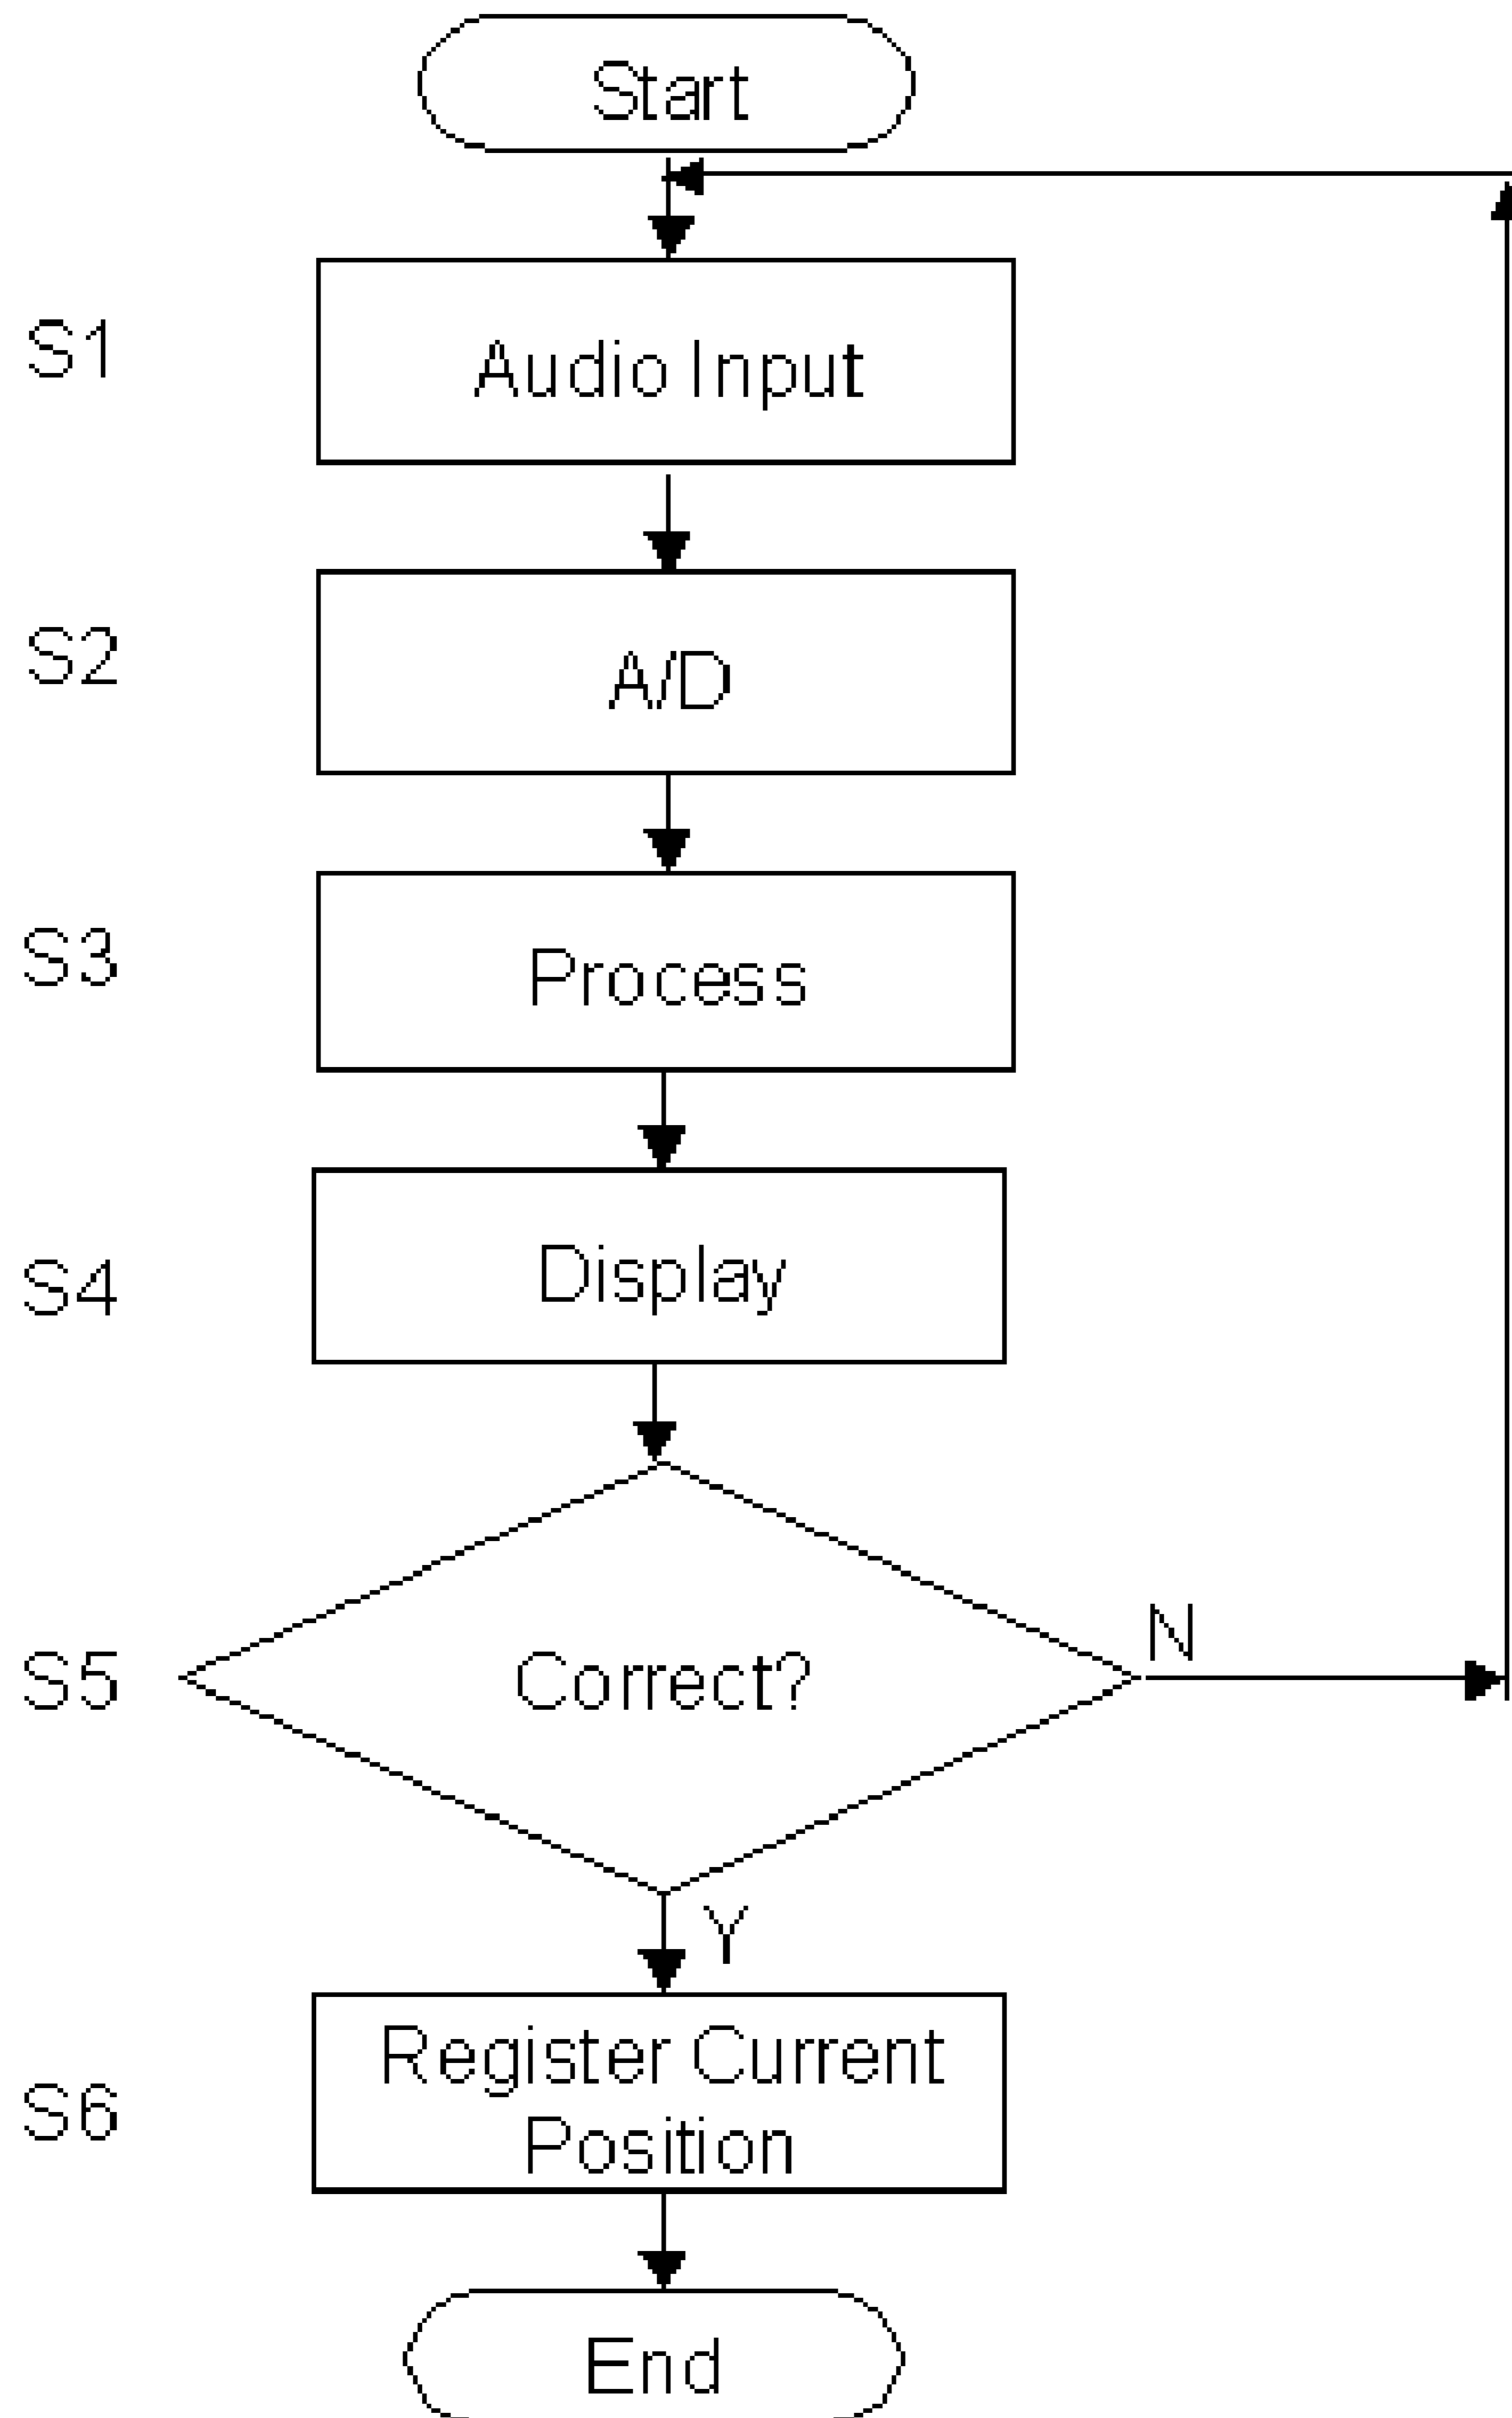 Start
S1
Audio Input
S2
A/D
S3
Process
S4
Display
S5
Correct?
N
Y
S6
Register Current
Position
End